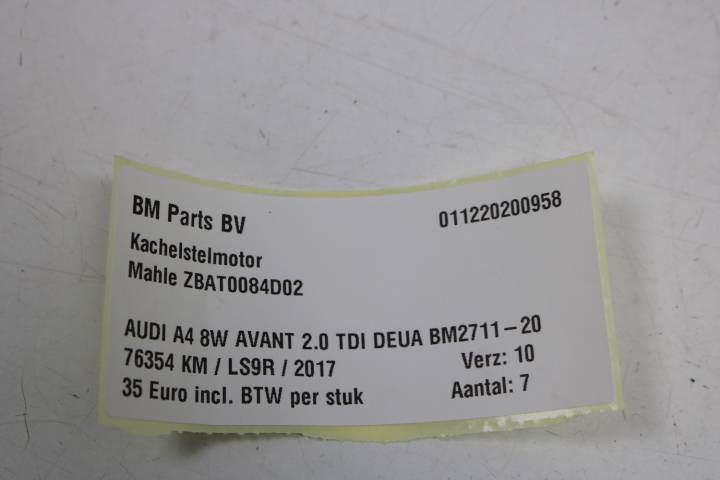 BM Parts BV 011220200958
Kachelstelmotor
Mahle ZBAT0084D02
AUDI A4 8W AVANT 2.0 TDI DEUA BM2711-20
76354 KM / LS9R / 2017 Verz: 10
35 Euro incl. BTW per stuk Aantal: 7